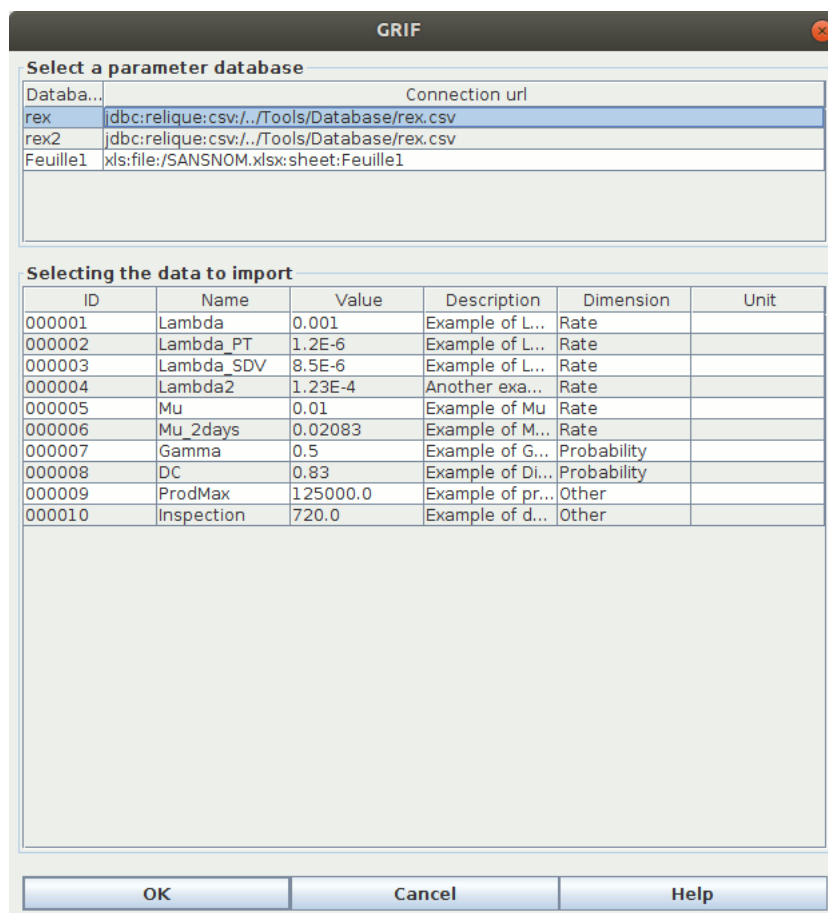 GRIF
Select a parameter database
Databa... Connection url
rex jdbc:relique:csv:/../Tools/Database/rex.csv
rex2 jdbc:relique:csv:/../Tools/Database/rex.csv
Feuille1 xls:file:/SANSNOM.xlsx:sheet:Feuille1
Selecting the data to import
ID Name Value Description Dimension Unit
000001 Lambda 0.001 Example of L... Rate
000002 Lambda_PT 1.2E-6 Example of L... Rate
000003 Lambda_SDV 8.5E-6 Example of L... Rate
000004 Lambda2 1.23E-4 Another exa... Rate
000005 Mu 0.01 Example of Mu Rate
000006 Mu_2days 0.02083 Example of M... Rate
000007 Gamma 0.5 Example of G... Probability
000008 DC 0.83 Example of Di... Probability
000009 ProdMax 125000.0 Example of pr... Other
000010 Inspection 720.0 Example of d... Other
OK Cancel Help